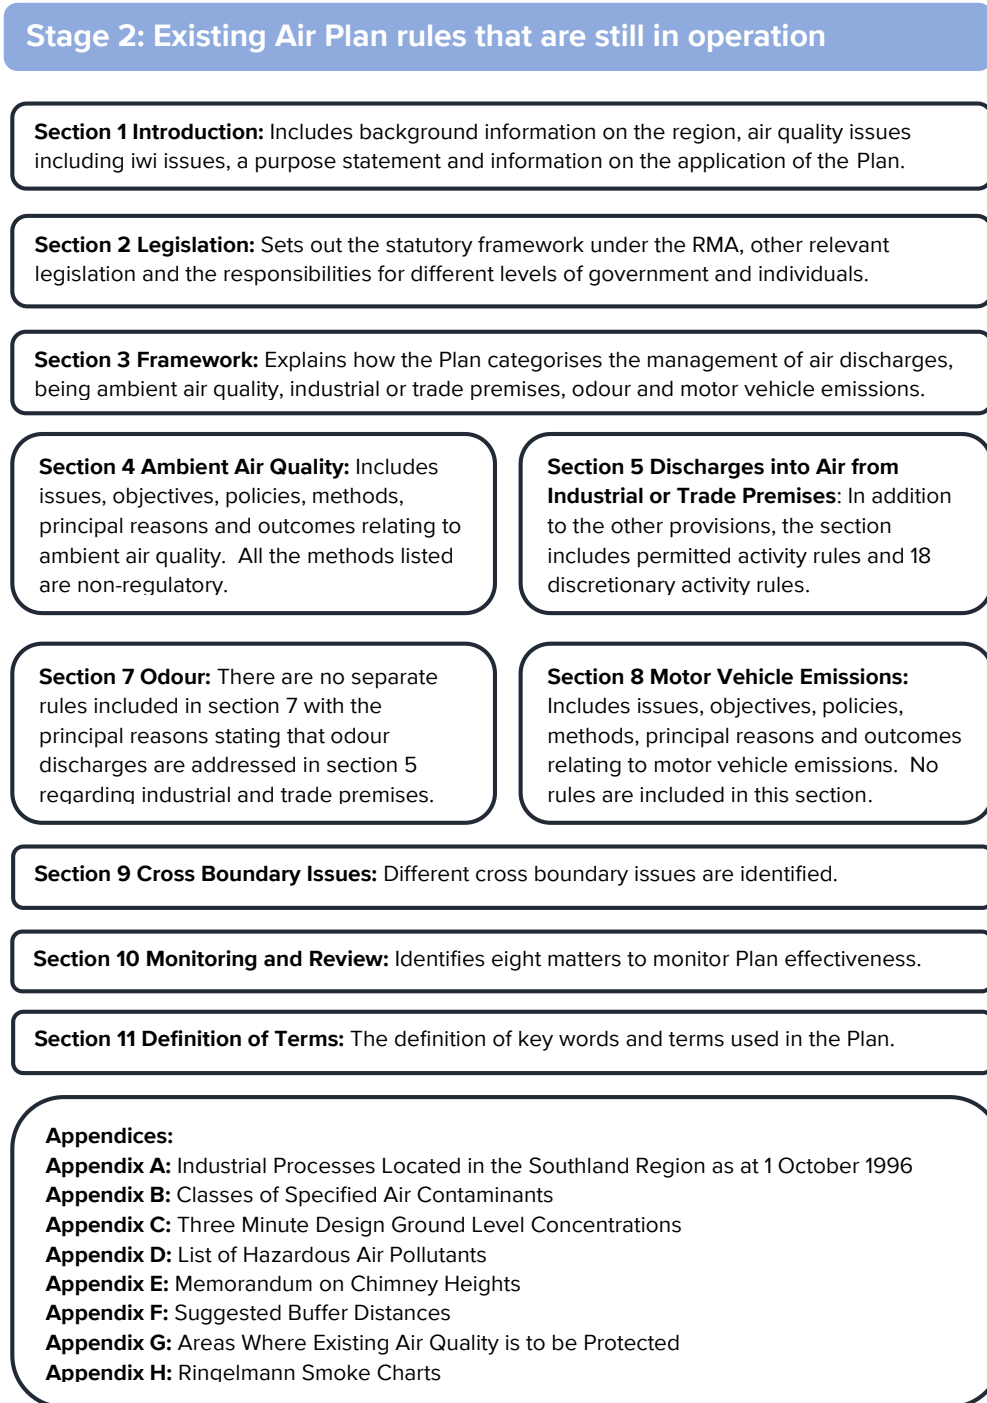 Stage 2: Existing Air Plan rules that are still in operation
Section 1 Introduction: Includes background information on the region, air quality issues
including iwi issues, a purpose statement and information on the application of the Plan.
Section 2 Legislation: Sets out the statutory framework under the RMA, other relevant
legislation and the responsibilities for different levels of government and individuals.
Section 3 Framework: Explains how the Plan categorises the management of air discharges,
being ambient air quality, industrial or trade premises, odour and motor vehicle emissions.
Section 4 Ambient Air Quality: Includes
issues, objectives, policies, methods,
principal reasons and outcomes relating to
ambient air quality. All the methods listed
are non-regulatory.
Section 5 Discharges into Air from
Industrial or Trade Premises: In addition
to the other provisions, the section
includes permitted activity rules and 18
discretionary activity rules.
Section 7 Odour: There are no separate
rules included in section 7 with the
principal reasons stating that odour
discharges are addressed in section 5
regarding industrial and trade premises.
Section 8 Motor Vehicle Emissions:
Includes issues, objectives, policies,
methods, principal reasons and outcomes
relating to motor vehicle emissions. No
rules are included in this section.
Section 9 Cross Boundary Issues: Different cross boundary issues are identified.
Section 10 Monitoring and Review: Identifies eight matters to monitor Plan effectiveness.
Section 11 Definition of Terms: The definition of key words and terms used in the Plan.
Appendices:
Appendix A: Industrial Processes Located in the Southland Region as at 1 October 1996
Appendix B: Classes of Specified Air Contaminants
Appendix C: Three Minute Design Ground Level Concentrations
Appendix D: List of Hazardous Air Pollutants
Appendix E: Memorandum on Chimney Heights
Appendix F: Suggested Buffer Distances
Appendix G: Areas Where Existing Air Quality is to be Protected
Appendix H: Ringelmann Smoke Charts